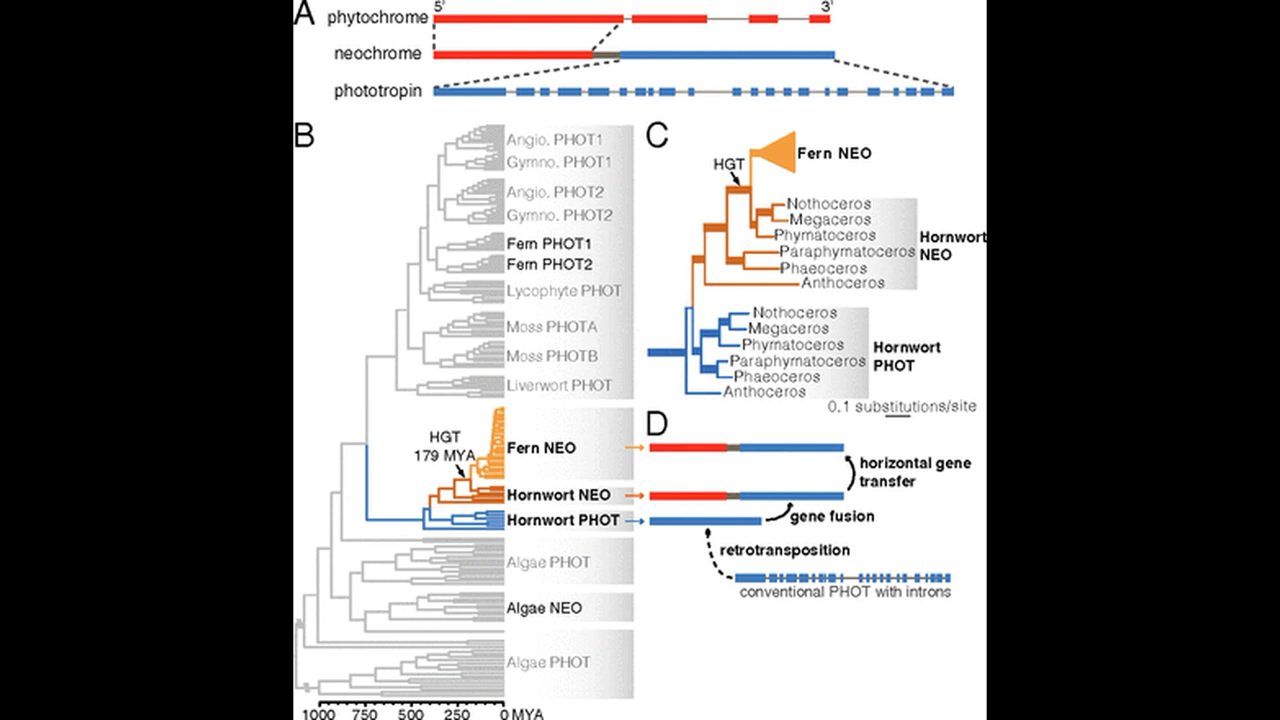 A
5'
3'
phytochrome
neochrome
phototropin
B
Angio. PHOT1
Gymno. PHOT1
Angio. PHOT2
Gymno. PHOT2
Fern PHOT1
Fern PHOT2
Lycophyte PHOT
Moss PHOTA
Moss PHOTB
Liverwort PHOT
HGT
179 MYA
Fern NEO
Hornwort NEO
Hornwort PHOT
Algae PHOT
Algae NEO
Algae PHOT
1000 750 500 250 0 MYA
C
Fern NEO
HGT
Nothoceros
Megaceros
Phymatoceros
Paraphymatoceros
Phaeoceros
Anthoceros
Hornwort
NEO
Nothoceros
Megaceros
Phymatoceros
Paraphymatoceros
Phaeoceros
Anthoceros
Hornwort
PHOT
0.1 substitutions/site
D
horizontal gene
transfer
gene fusion
retrotransposition
conventional PHOT with introns